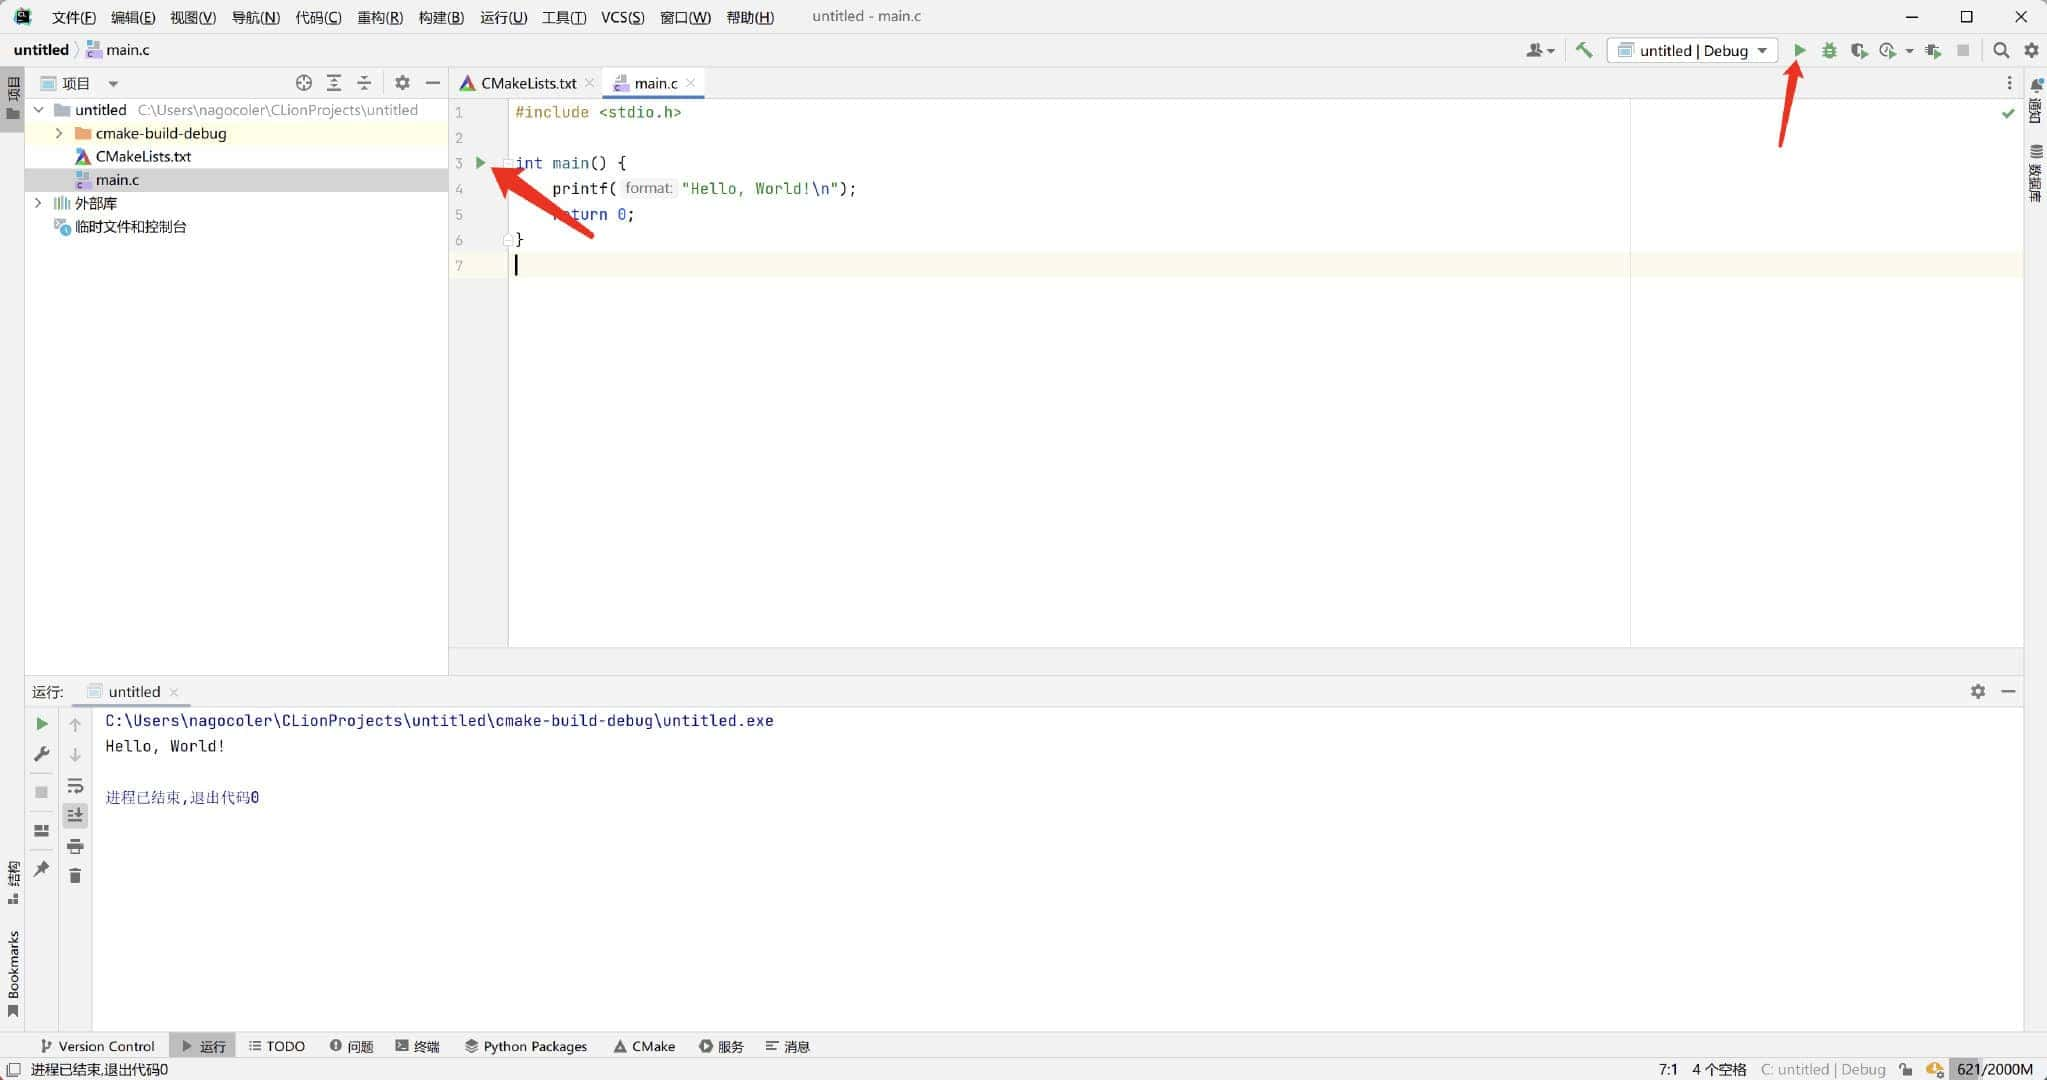 文件(F) 编辑(E) 视图(V) 导航(N) 代码(C) 重构(R) 构建(B) 运行(U) 工具(T) VCS(S) 窗口(W) 帮助(H) untitled - main.c
untitled main.c
untitled | Debug
项目
项目
CMakeLists.txt
main.c
通知
数据库
untitled C:\Users\nagocoler\CLionProjects\untitled
cmake-build-debug
CMakeLists.txt
main.c
外部库
临时文件和控制台
1 #include <stdio.h>
2
3 int main() {
4 printf( format: "Hello, World!\n");
5 return 0;
6 }
7
运行: untitled
C:\Users\nagocoler\CLionProjects\untitled\cmake-build-debug\untitled.exe
Hello, World!
进程已结束,退出代码0
结构
Bookmarks
Version Control 运行 TODO 问题 终端 Python Packages CMake 服务 消息
进程已结束,退出代码0 7:1 4 个空格 C: untitled | Debug 621/2000M